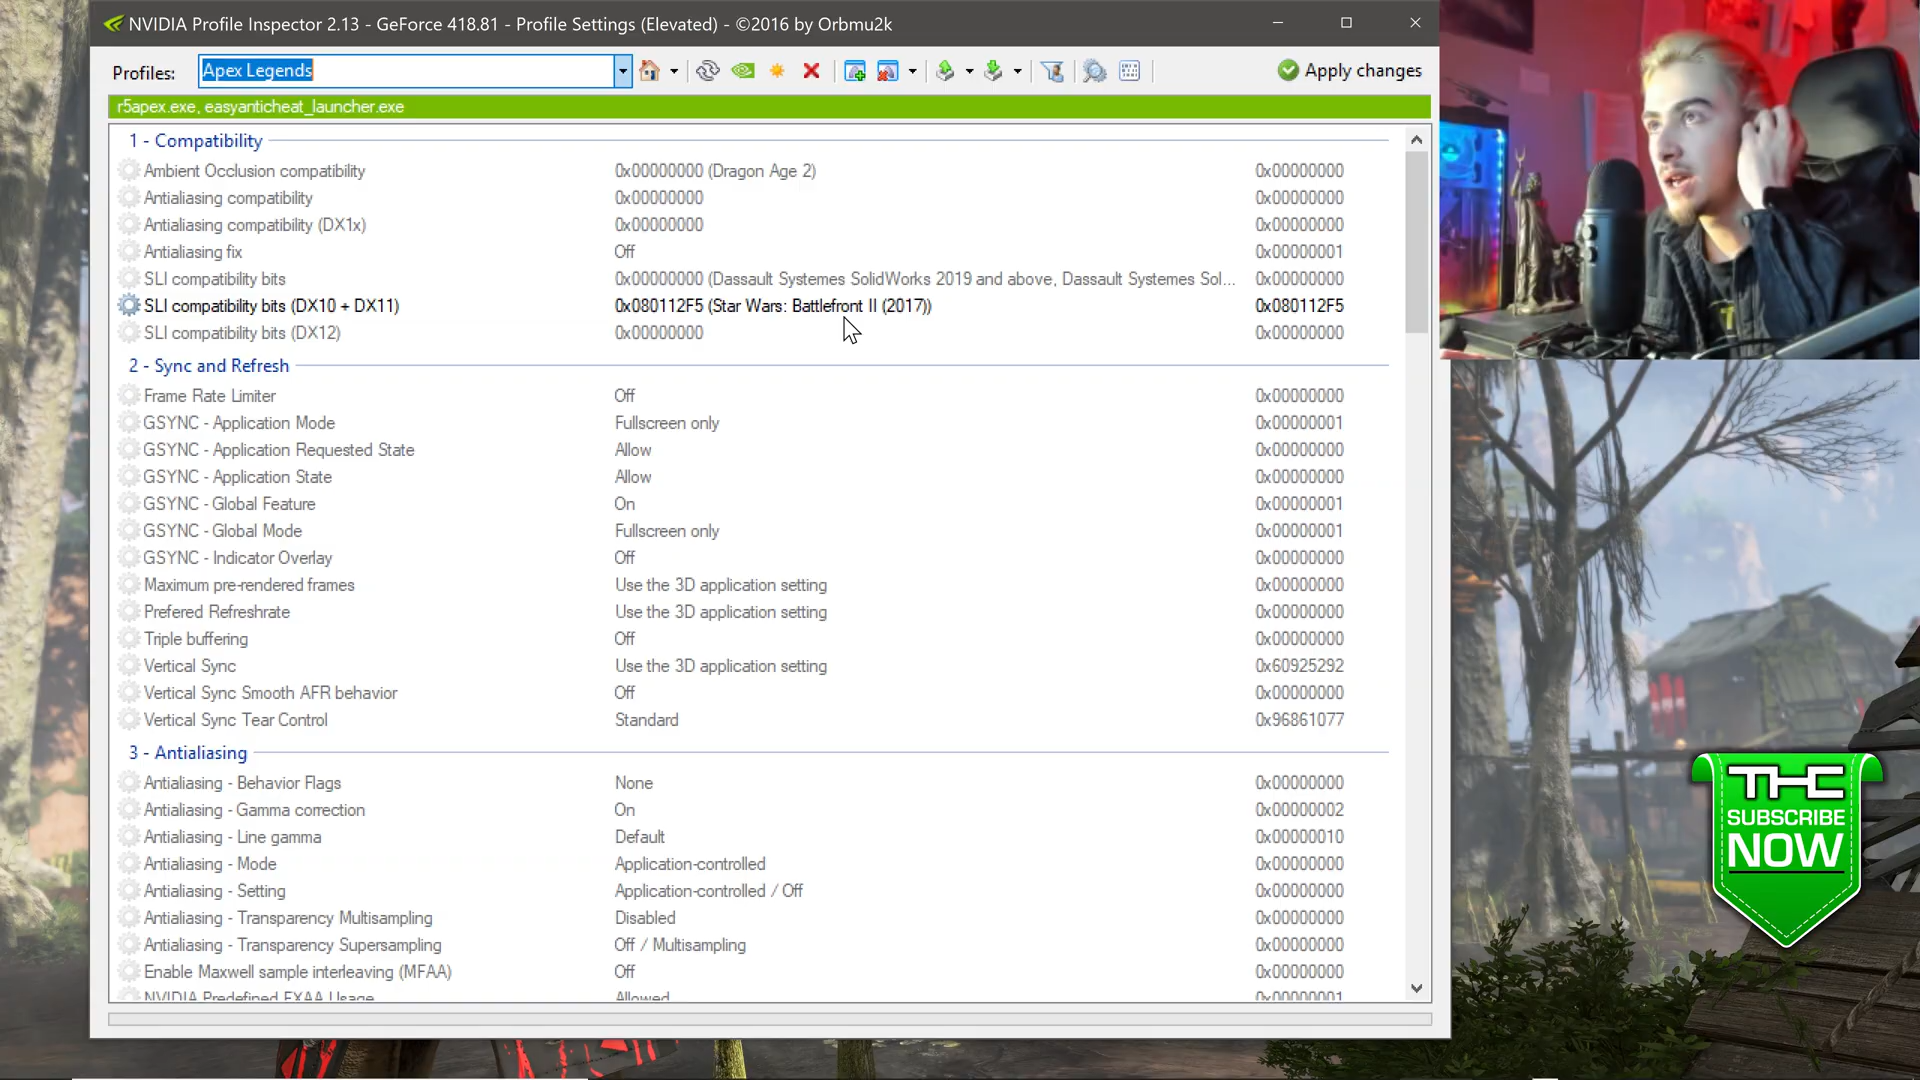 NVIDIA Profile Inspector 2.13 - GeForce 418.81 - Profile Settings (Elevated) - ©2016 by Orbmu2k
Profiles: Apex Legends Apply changes
r5apex.exe, easyanticheat_launcher.exe
1 - Compatibility
Ambient Occlusion compatibility 0x00000000 (Dragon Age 2) 0x00000000
Antialiasing compatibility 0x00000000
Antialiasing compatibility (DX1x) 0x00000000
Antialiasing fix Off 0x00000001
SLI compatibility bits 0x00000000 (Dassault Systemes SolidWorks 2019 and above, Dassault Systemes Sol... 0x00000000
SLI compatibility bits (DX10 + DX11) 0x080112F5 (Star Wars: Battlefront II (2017)) 0x080112F5
SLI compatibility bits (DX12) 0x00000000 0x00000000
2 - Sync and Refresh
Frame Rate Limiter Off 0x00000000
GSYNC - Application Mode Fullscreen only 0x00000001
GSYNC - Application Requested State Allow 0x00000000
GSYNC - Application State Allow 0x00000000
GSYNC - Global Feature On 0x00000001
GSYNC - Global Mode Fullscreen only 0x00000001
GSYNC - Indicator Overlay Off 0x00000000
Maximum pre-rendered frames Use the 3D application setting 0x00000000
Prefered Refreshrate Use the 3D application setting 0x00000000
Triple buffering Off 0x00000000
Vertical Sync Use the 3D application setting 0x60925292
Vertical Sync Smooth AFR behavior Off 0x00000000
Vertical Sync Tear Control Standard 0x96861077
3 - Antialiasing
Antialiasing - Behavior Flags None 0x00000000
Antialiasing - Gamma correction On 0x00000002
Antialiasing - Line gamma Default 0x00000010
Antialiasing - Mode Application-controlled 0x00000000
Antialiasing - Setting Application-controlled / Off 0x00000000
Antialiasing - Transparency Multisampling Disabled 0x00000000
Antialiasing - Transparency Supersampling Off / Multisampling 0x00000000
Enable Maxwell sample interleaving (MFAA) Off 0x00000000
NVIDIA Predefined FXAA Usage Allowed 0x00000001
THC
SUBSCRIBE
NOW